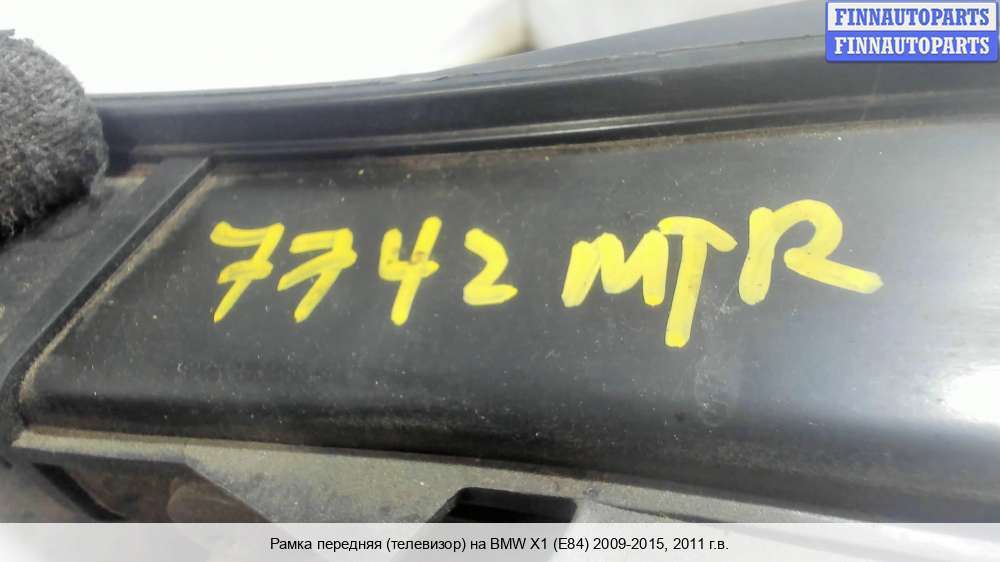 FINNAUTOPARTS
FINNAUTOPARTS
7742 MTR
Рамка передняя (телевизор) на BMW X1 (E84) 2009-2015, 2011 г.в.